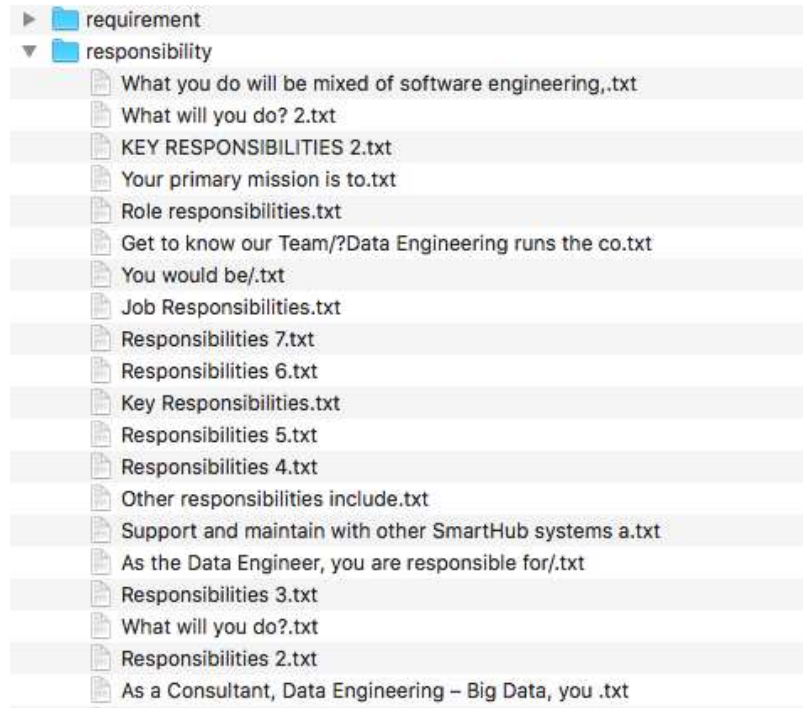 requirement
responsibility
What you do will be mixed of software engineering,.txt
What will you do? 2.txt
KEY RESPONSIBILITIES 2.txt
Your primary mission is to.txt
Role responsibilities.txt
Get to know our Team/?Data Engineering runs the co.txt
You would be/.txt
Job Responsibilities.txt
Responsibilities 7.txt
Responsibilities 6.txt
Key Responsibilities.txt
Responsibilities 5.txt
Responsibilities 4.txt
Other responsibilities include.txt
Support and maintain with other SmartHub systems a.txt
As the Data Engineer, you are responsible for/.txt
Responsibilities 3.txt
What will you do?.txt
Responsibilities 2.txt
As a Consultant, Data Engineering – Big Data, you .txt